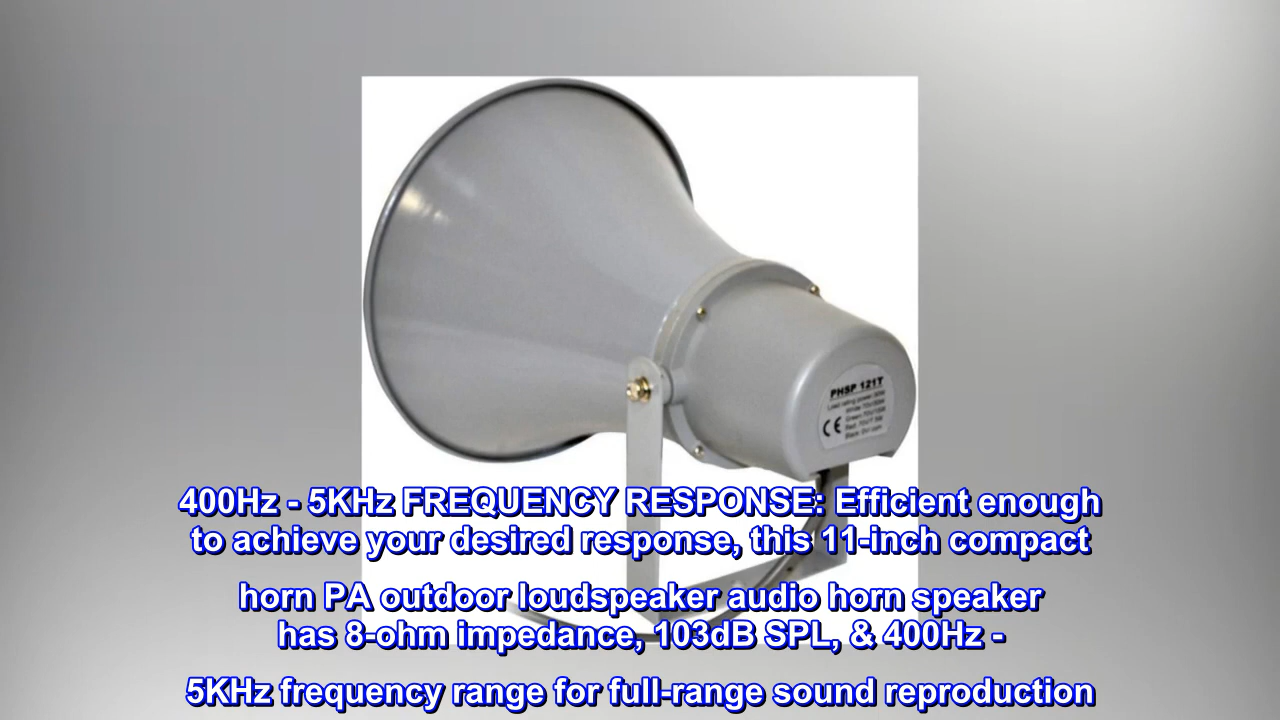 PHSP 121T
400Hz - 5KHz FREQUENCY RESPONSE: Efficient enough
to achieve your desired response, this 11-inch compact
horn PA outdoor loudspeaker audio horn speaker
has 8-ohm impedance, 103dB SPL, & 400Hz -
5KHz frequency range for full-range sound reproduction